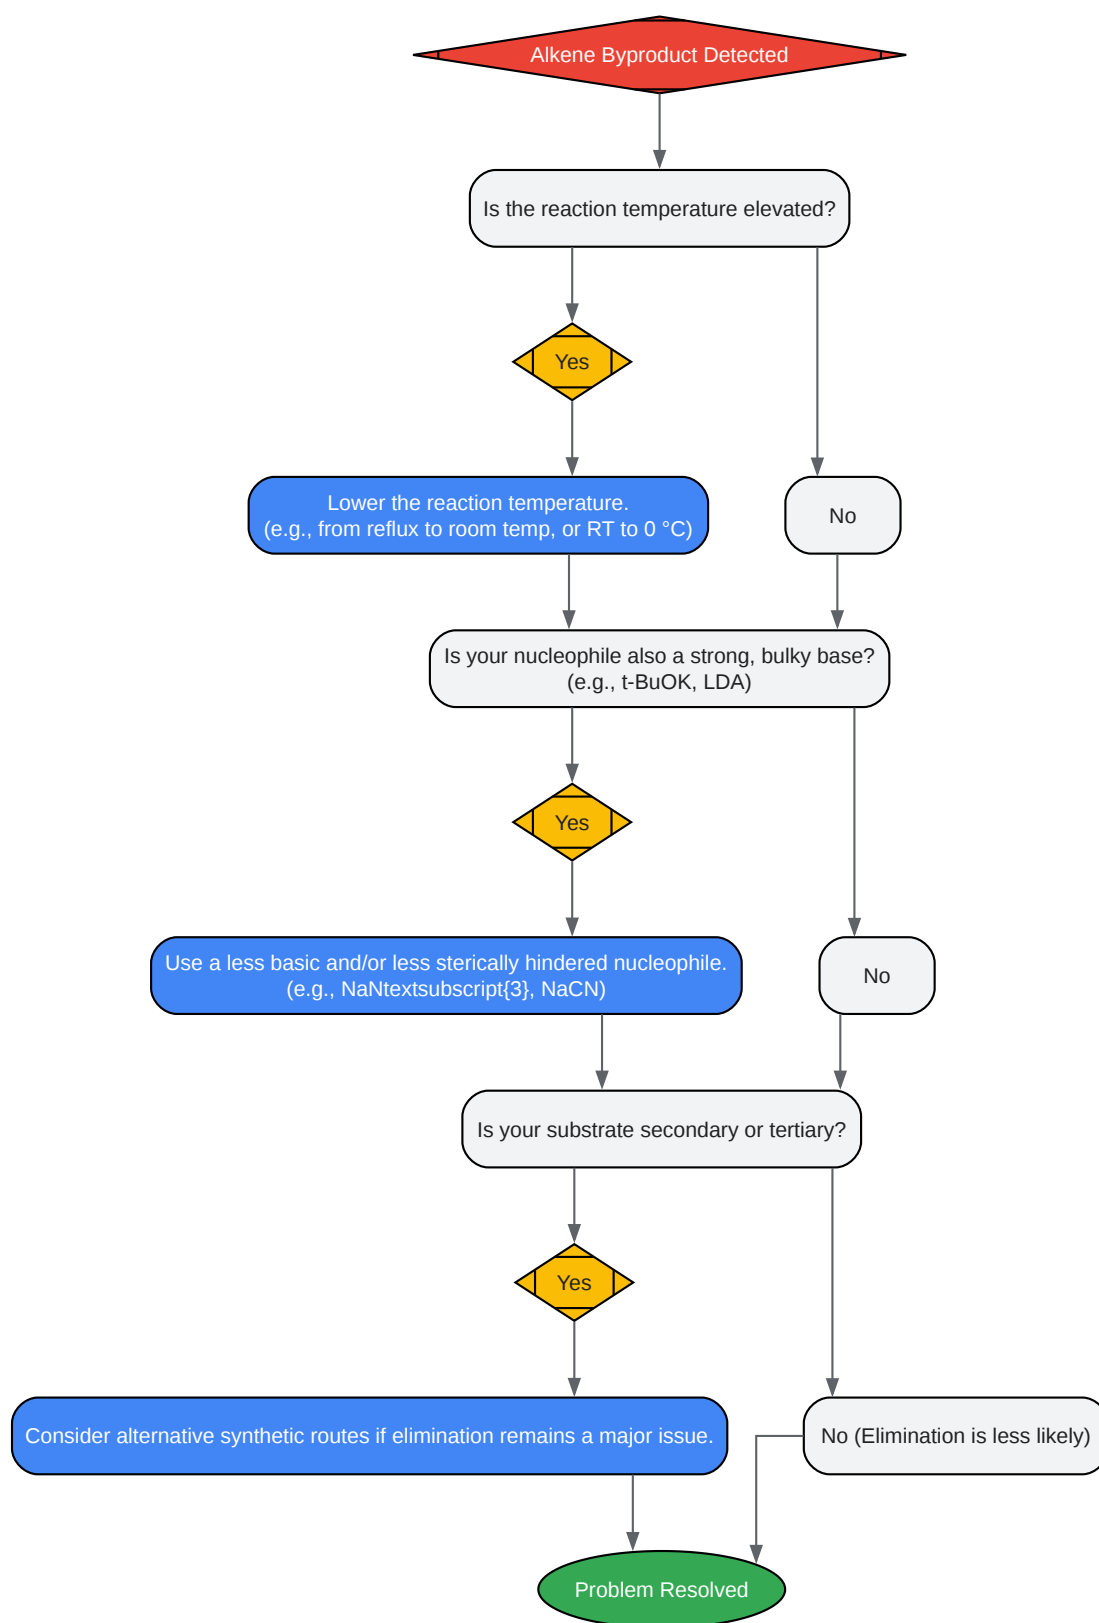 Alkene Byproduct Detected
Is the reaction temperature elevated?
Yes
Lower the reaction temperature.
(e.g., from reflux to room temp, or RT to 0 °C)
No
Is your nucleophile also a strong, bulky base?
(e.g., t-BuOK, LDA)
Yes
Use a less basic and/or less sterically hindered nucleophile.
(e.g., NaNtextsubscript{3}, NaCN)
No
Is your substrate secondary or tertiary?
Yes
Consider alternative synthetic routes if elimination remains a major issue.
No (Elimination is less likely)
Problem Resolved